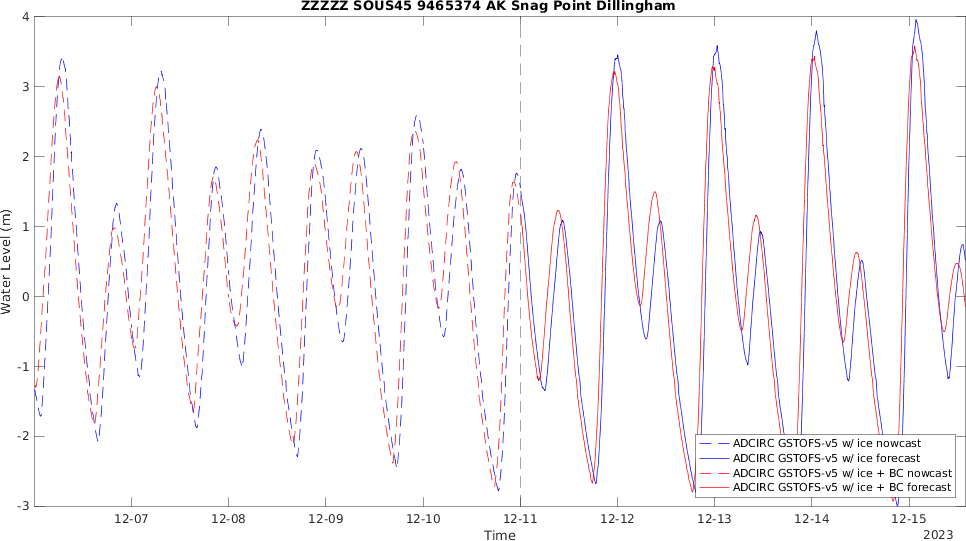 ZZZZZ SOUS45 9465374 AK Snag Point Dillingham
4
3
2
1
0
-1
-2
-3
Water Level (m)
ADCIRC GSTOFS-v5 w/ ice nowcast
ADCIRC GSTOFS-v5 w/ ice forecast
ADCIRC GSTOFS-v5 w/ ice + BC nowcast
ADCIRC GSTOFS-v5 w/ ice + BC forecast
12-07 12-08 12-09 12-10 12-11 12-12 12-13 12-14 12-15
Time
2023